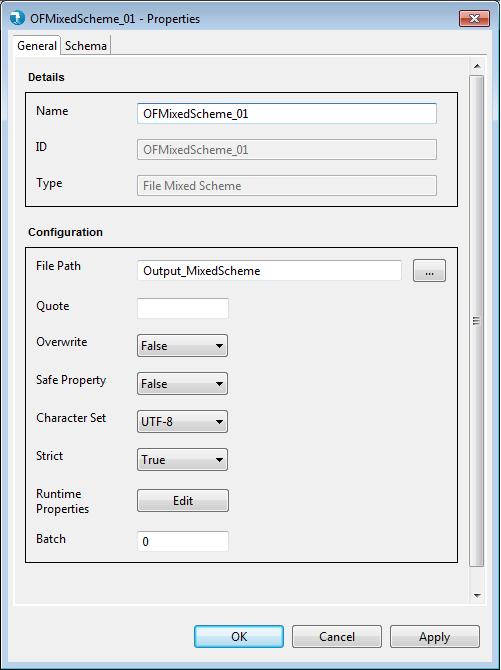 OFMixedScheme_01 - Properties
General Schema
Details
Name OFMixedScheme_01
ID OFMixedScheme_01
Type File Mixed Scheme
Configuration
File Path Output_MixedScheme ...
Quote
Overwrite False
Safe Property False
Character Set UTF-8
Strict True
Runtime
Properties Edit
Batch 0
OK Cancel Apply